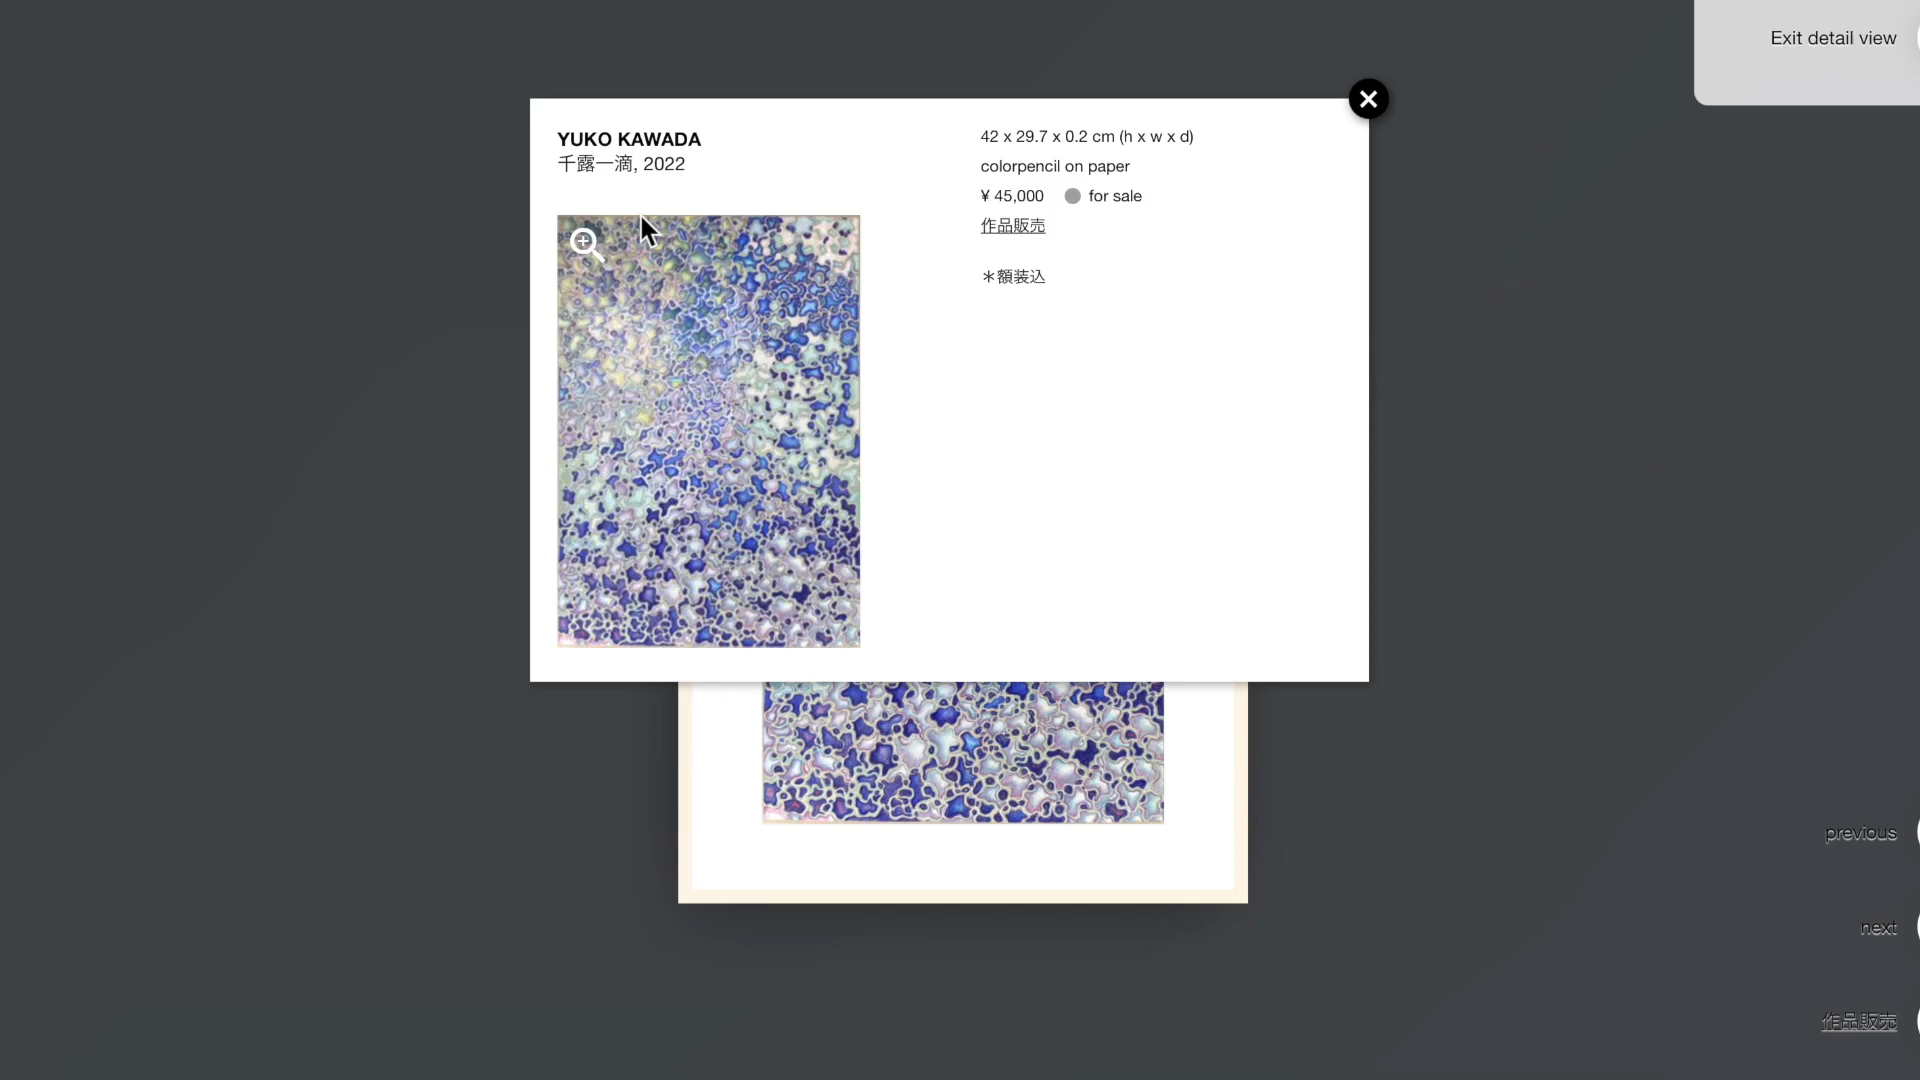 Exit detail view
YUKO KAWADA
千露一滴, 2022
42 x 29.7 x 0.2 cm (h x w x d)
colorpencil on paper
¥ 45,000 for sale
作品販売
＊額装込
previous
next
作品販売